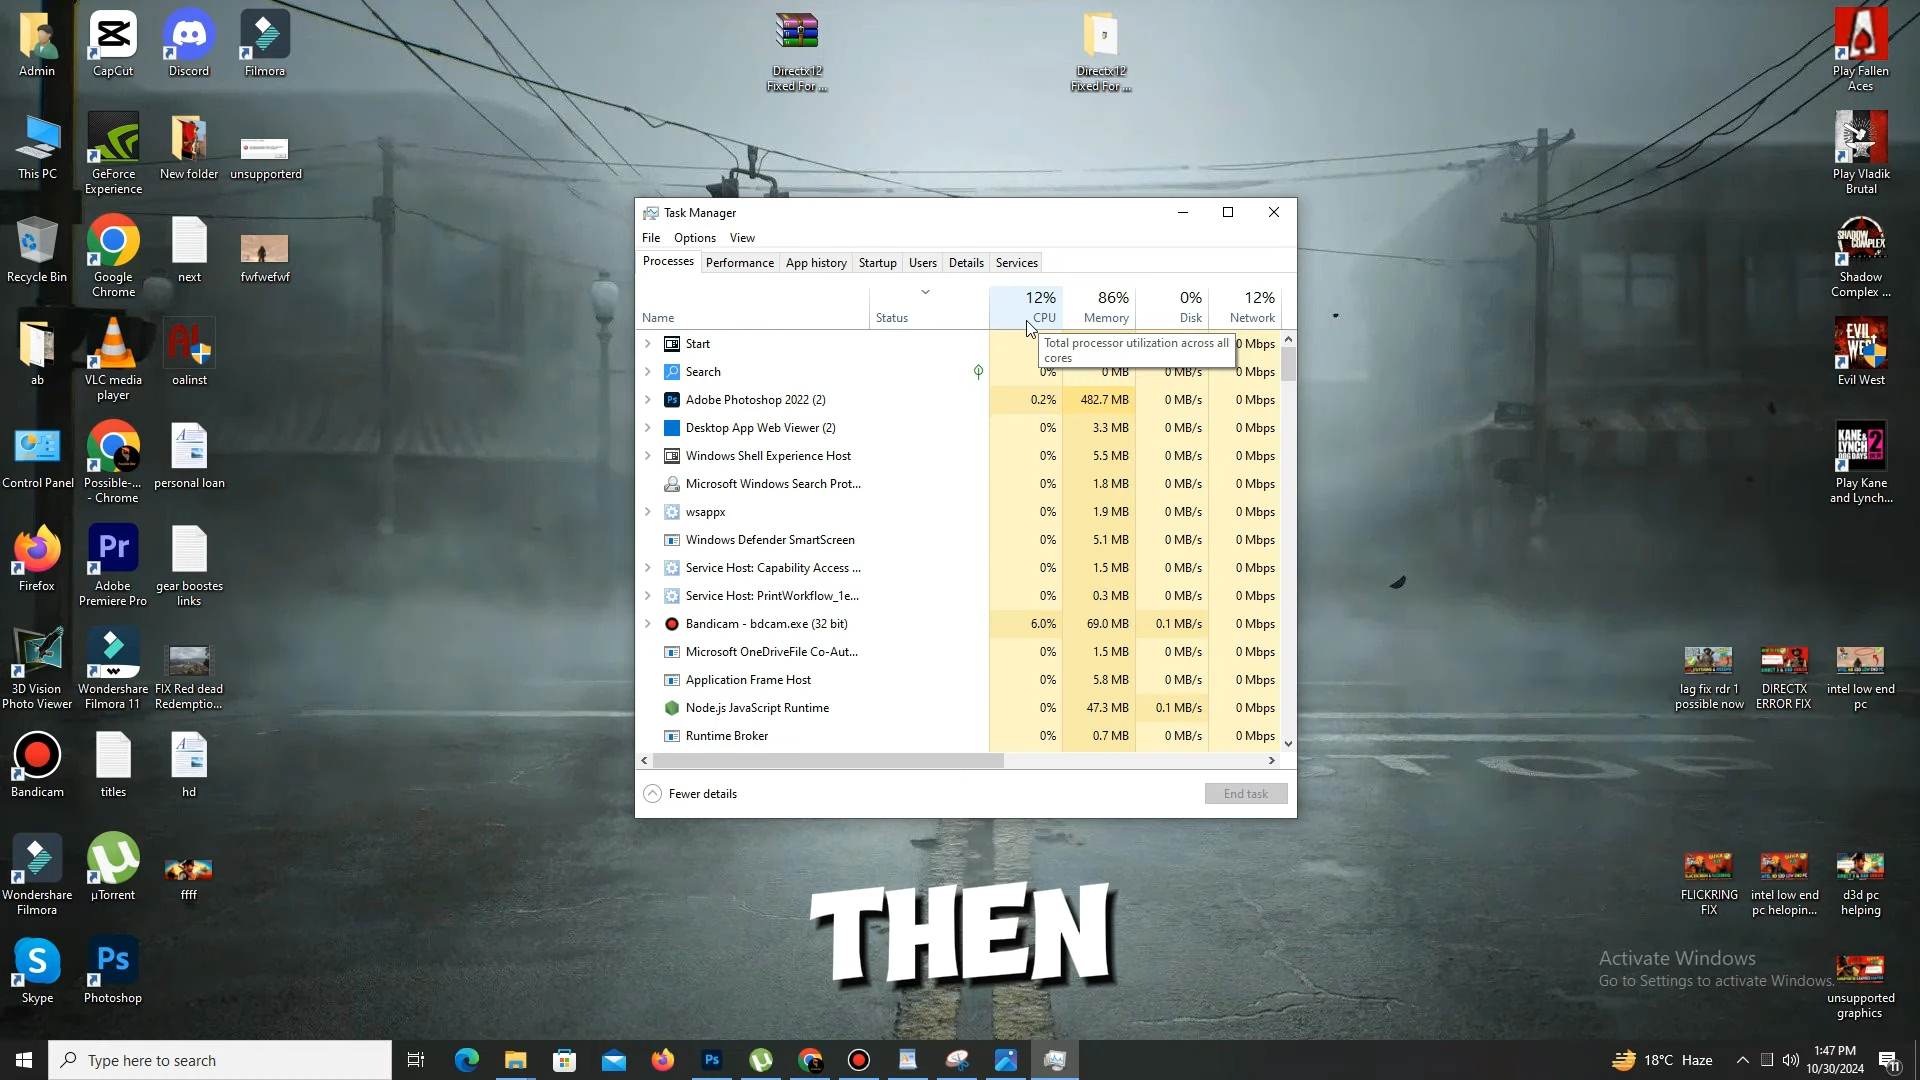 Admin
CapCut
Discord
Filmora
Directx12
Fixed For ...
Directx12
Fixed For ...
Play Fallen
Aces
This PC
GeForce
Experience
New folder
unsupporterd
Play Vladik
Brutal
Recycle Bin
Google
Chrome
next
fwfwefwf
Shadow
Complex ...
ab
VLC media
player
oalinst
Evil West
Control Panel
Possible-...
- Chrome
personal loan
Play Kane
and Lynch...
Firefox
Adobe
Premiere Pro
gear boostes
links
3D Vision
Photo Viewer
Wondershare
Filmora 11
FIX Red dead
Redemptio...
lag fix rdr 1
possible now
DIRECTX
ERROR FIX
intel low end
pc
Bandicam
titles
hd
Wondershare
Filmora
µTorrent
ffff
FLICKRING
FIX
intel low end
pc helopin...
d3d pc
helping
Skype
Photoshop
unsupported
graphics
Task Manager
File Options View
Processes Performance App history Startup Users Details Services
12% 86% 0% 12%
Name Status CPU Memory Disk Network
Total processor utilization across all
cores
Start 0 Mbps
Search 0% 0 MB 0 MB/s 0 Mbps
Adobe Photoshop 2022 (2) 0.2% 482.7 MB 0 MB/s 0 Mbps
Desktop App Web Viewer (2) 0% 3.3 MB 0 MB/s 0 Mbps
Windows Shell Experience Host 0% 5.5 MB 0 MB/s 0 Mbps
Microsoft Windows Search Prot... 0% 1.8 MB 0 MB/s 0 Mbps
wsappx 0% 1.9 MB 0 MB/s 0 Mbps
Windows Defender SmartScreen 0% 5.1 MB 0 MB/s 0 Mbps
Service Host: Capability Access ... 0% 1.5 MB 0 MB/s 0 Mbps
Service Host: PrintWorkflow_1e... 0% 0.3 MB 0 MB/s 0 Mbps
Bandicam - bdcam.exe (32 bit) 6.0% 69.0 MB 0.1 MB/s 0 Mbps
Microsoft OneDriveFile Co-Aut... 0% 1.5 MB 0 MB/s 0 Mbps
Application Frame Host 0% 5.8 MB 0 MB/s 0 Mbps
Node.js JavaScript Runtime 0% 47.3 MB 0.1 MB/s 0 Mbps
Runtime Broker 0% 0.7 MB 0 MB/s 0 Mbps
Fewer details
End task
THEN
Activate Windows
Go to Settings to activate Windows.
Type here to search
18°C Haze
1:47 PM
10/30/2024
11